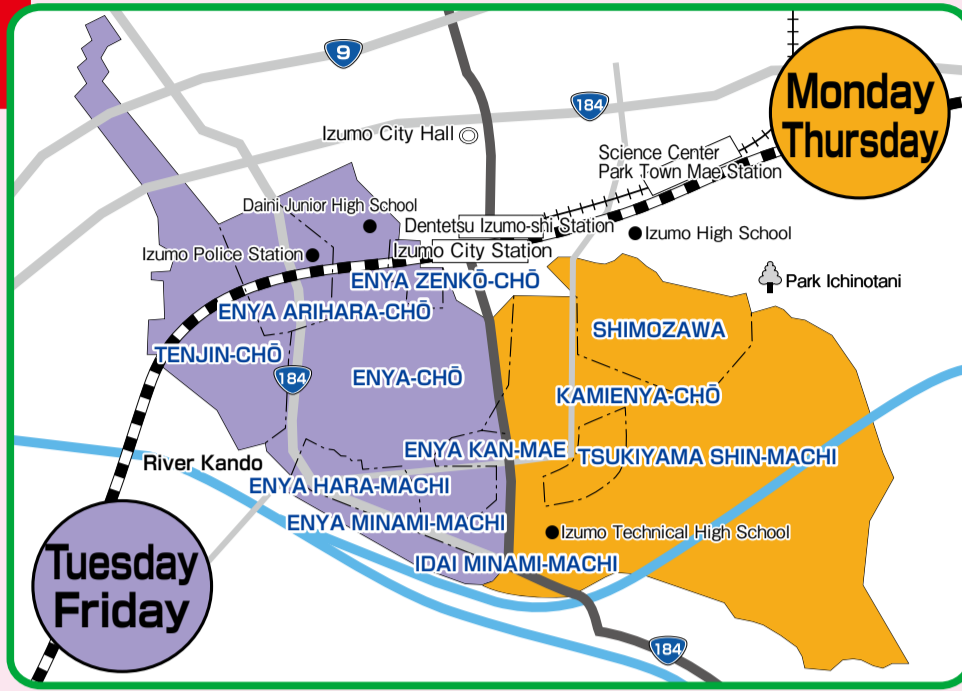 9
184
Monday
Thursday
Izumo City Hall
Science Center
Park Town Mae Station
Daini Junior High School
Dentetsu Izumo-shi Station
Izumo High School
Izumo Police Station
Izumo City Station
Park Ichinotani
ENYA ZENKŌ-CHŌ
ENYA ARIHARA-CHŌ
SHIMOZAWA
TENJIN-CHŌ
184
ENYA-CHŌ
KAMIENYA-CHŌ
ENYA KAN-MAE
TSUKIYAMA SHIN-MACHI
River Kando
ENYA HARA-MACHI
ENYA MINAMI-MACHI
Izumo Technical High School
IDAI MINAMI-MACHI
Tuesday
Friday
184